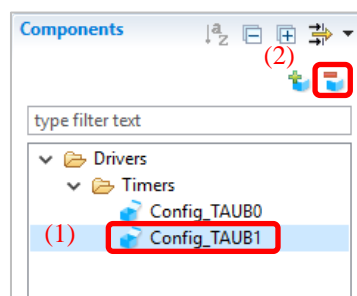 Components
(2)
type filter text
Drivers
Timers
Config_TAUB0
(1) Config_TAUB1